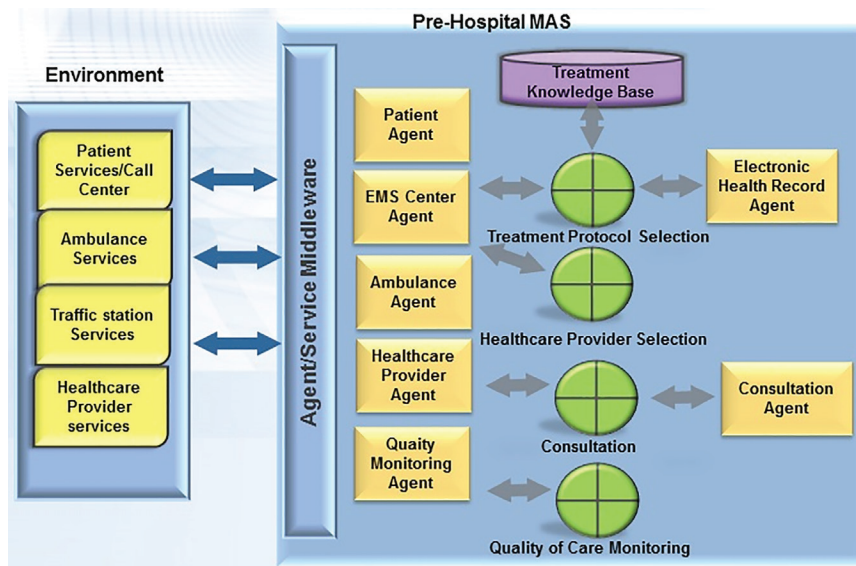 Pre-Hospital MAS
Environment
Patient
Services/Call
Center
Ambulance
Services
Traffic station
Services
Healthcare
Provider
services
Agent/Service Middleware
Patient
Agent
EMS Center
Agent
Ambulance
Agent
Healthcare
Provider
Agent
Quaity
Monitoring
Agent
Treatment
Knowledge Base
Treatment Protocol Selection
Electronic
Health Record
Agent
Healthcare Provider Selection
Consultation
Consultation
Agent
Quality of Care Monitoring